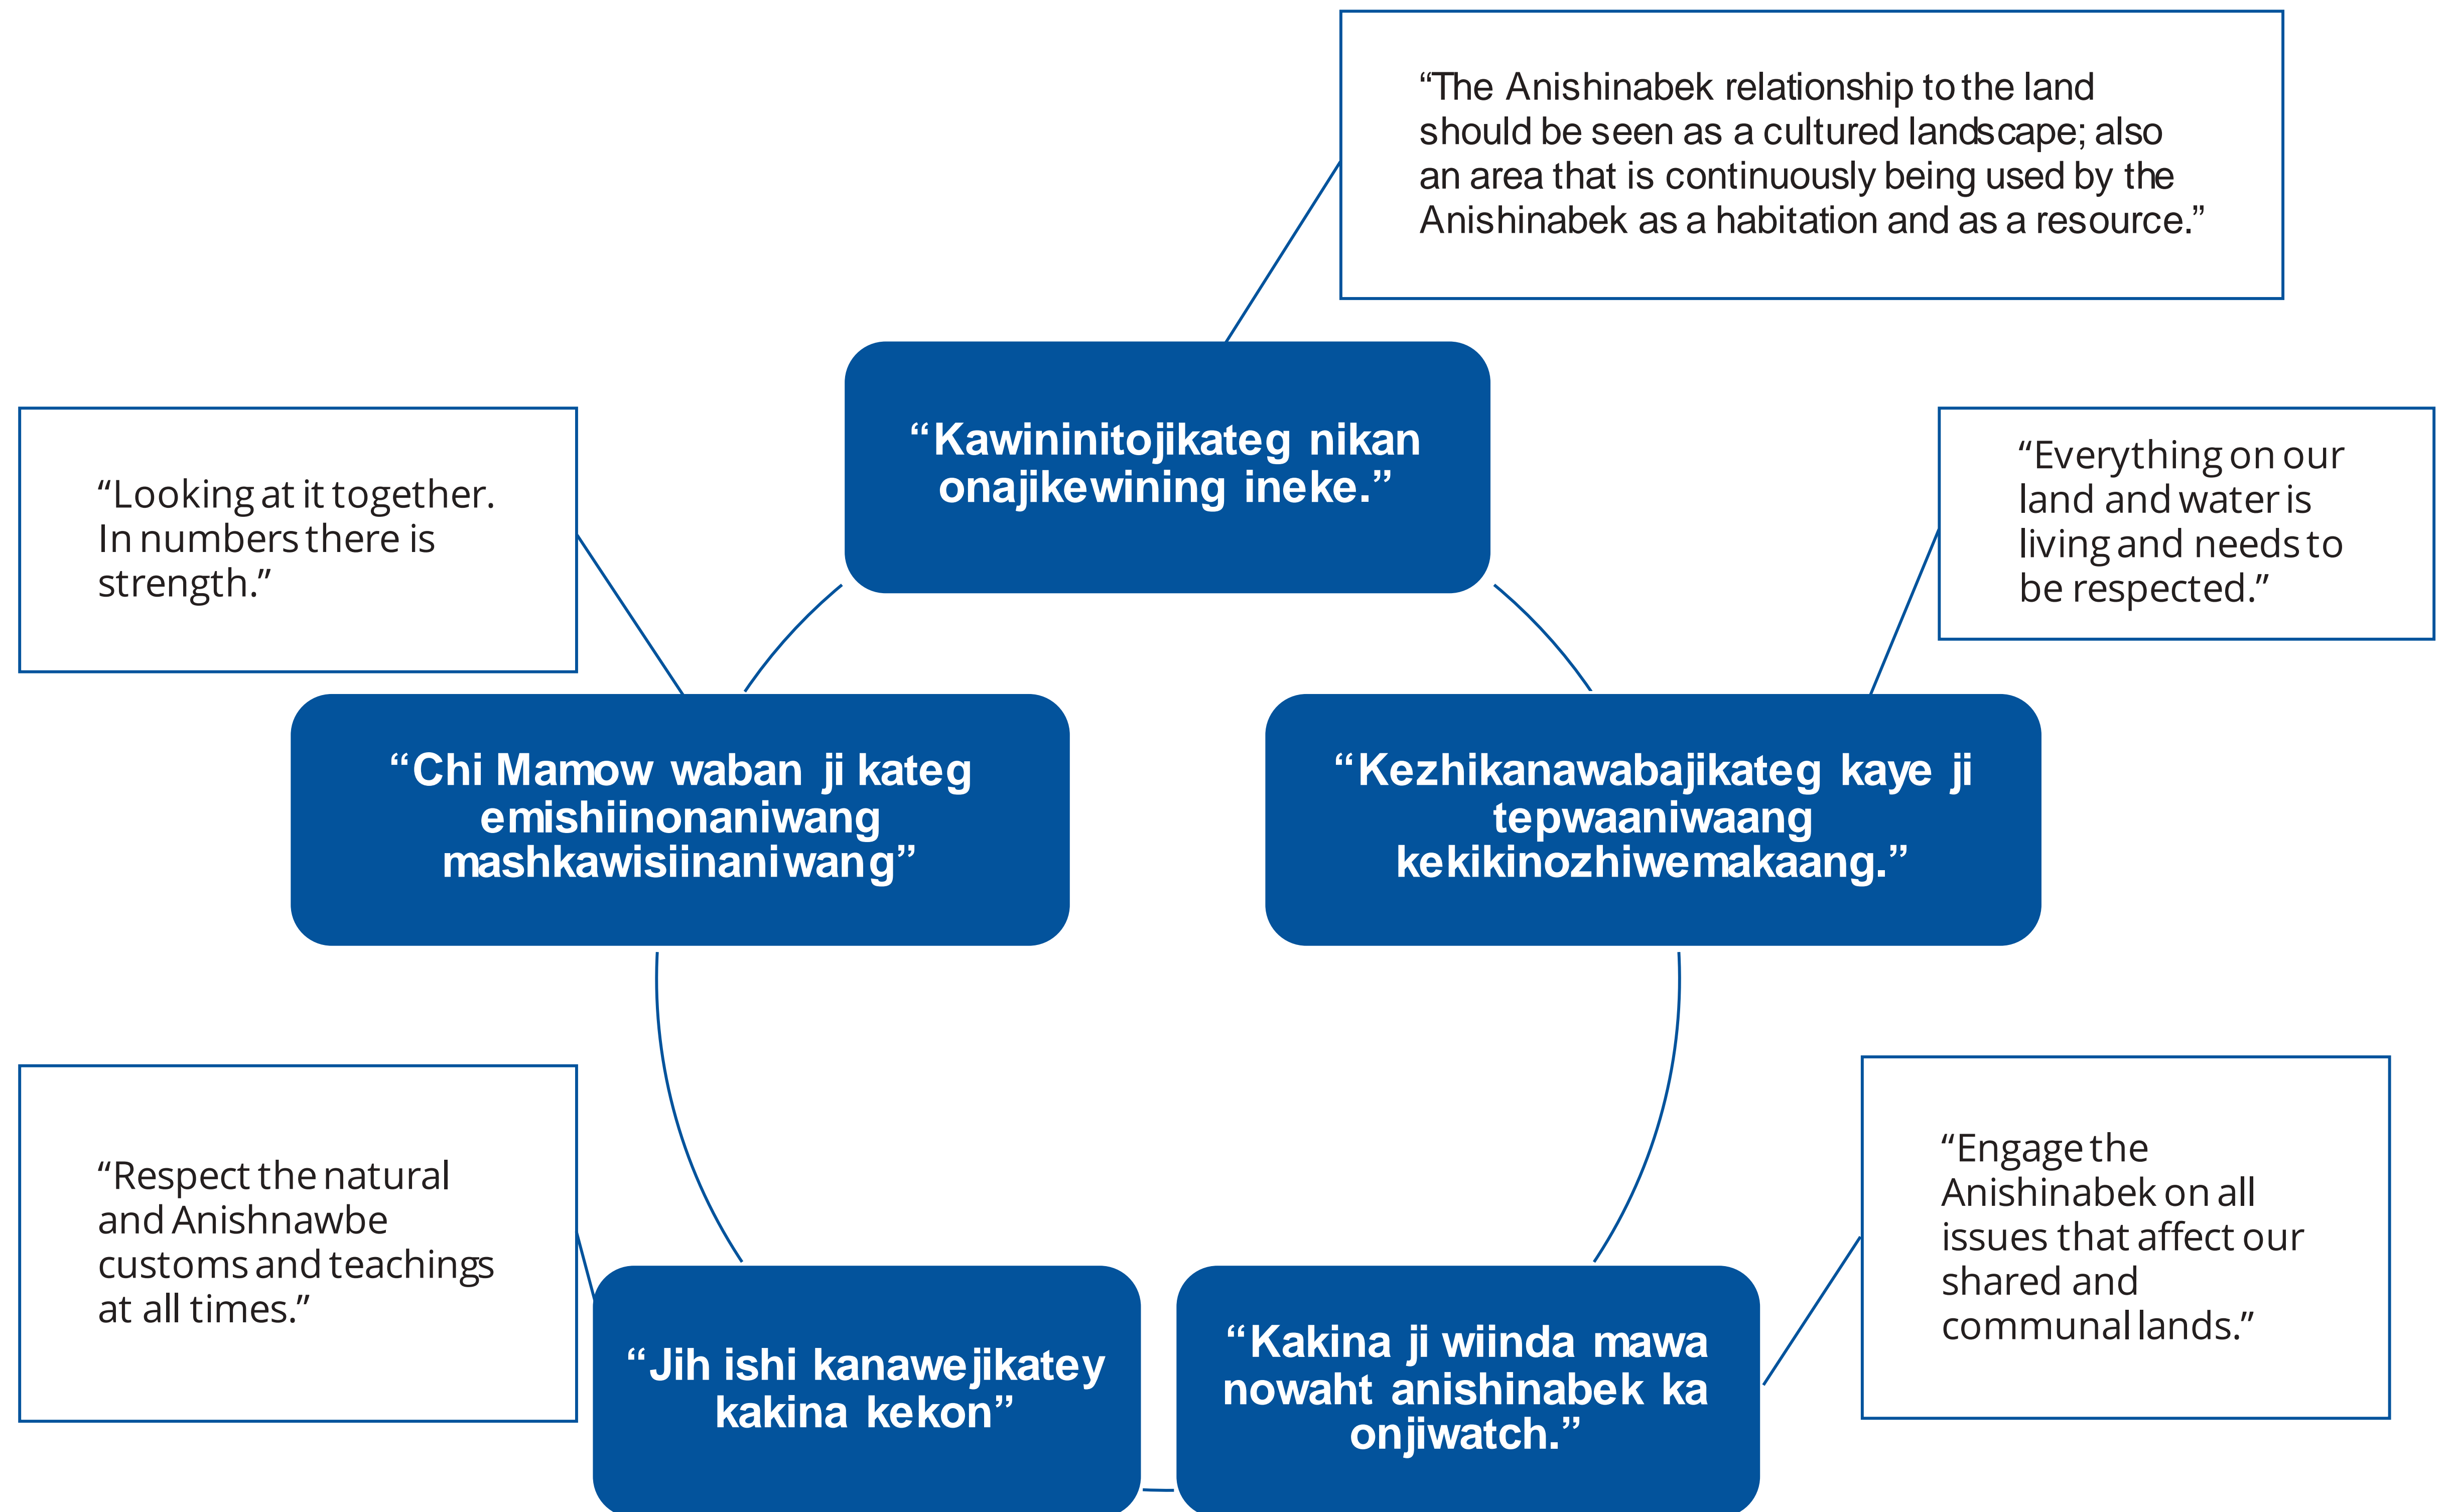 “The Anishinabek relationship to the land
should be seen as a cultured landscape; also
an area that is continuously being used by the
Anishinabek as a habitation and as a resource.”
“Kawininitojikateg nikan
onajikewining ineke.”
“Looking at it together.
In numbers there is
strength.”
“Everything on our
land and water is
living and needs to
be respected.”
“Chi Mamow waban ji kateg
emishiinonaniwang
mashkawisiinaniwang”
“Kezhikanawabajikateg kaye ji
tepwaaniwaang
kekikinozhiwemakaang.”
“Respect the natural
and Anishnawbe
customs and teachings
at all times.”
“Engage the
Anishinabek on all
issues that affect our
shared and
communal lands.”
“Jih ishi kanawejikatey
kakina kekon”
“Kakina ji wiinda mawa
nowaht anishinabek ka
onjiwatch.”